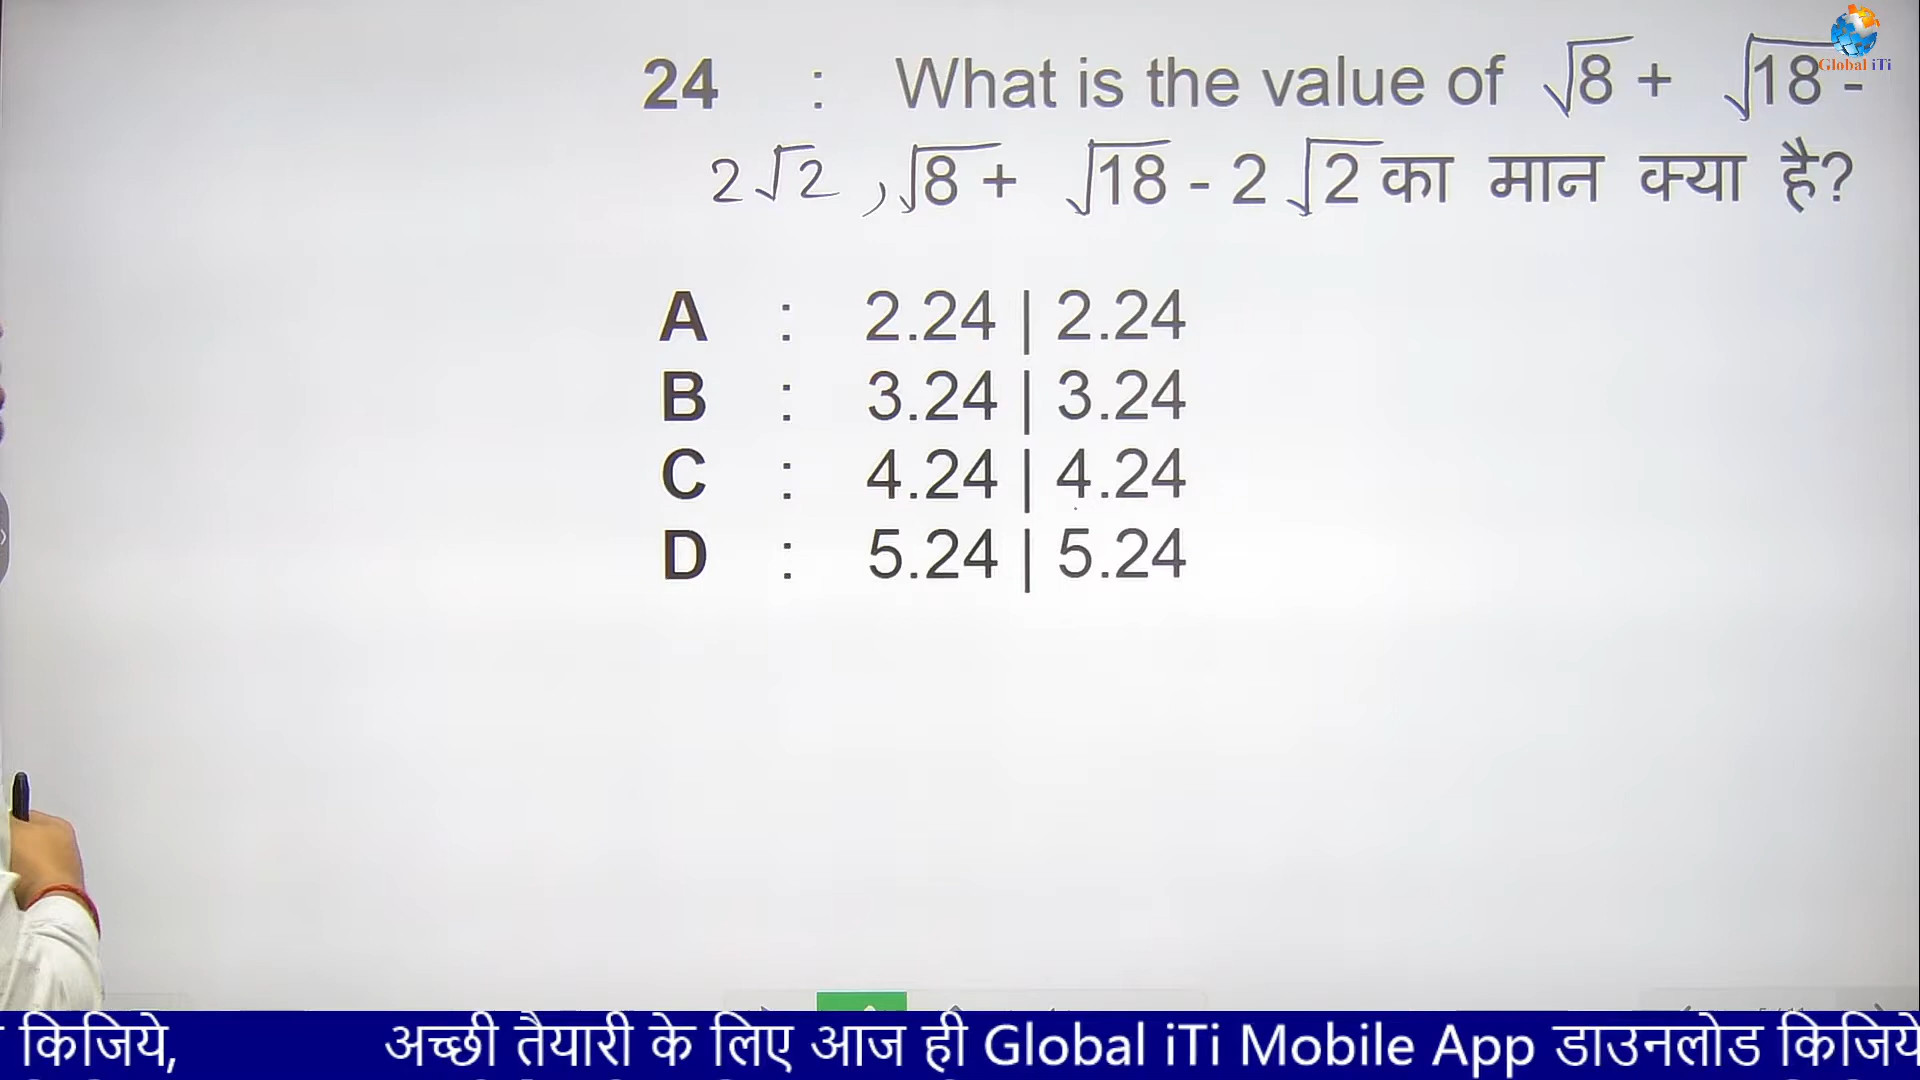 Global iTi
24 : What is the value of √8 + √18 -
2√2 , √8 + √18 - 2 √2 का मान क्या है?
A : 2.24 | 2.24
B : 3.24 | 3.24
C : 4.24 | 4.24
D : 5.24 | 5.24
किजिये, अच्छी तैयारी के लिए आज ही Global iTi Mobile App डाउनलोड किजिये